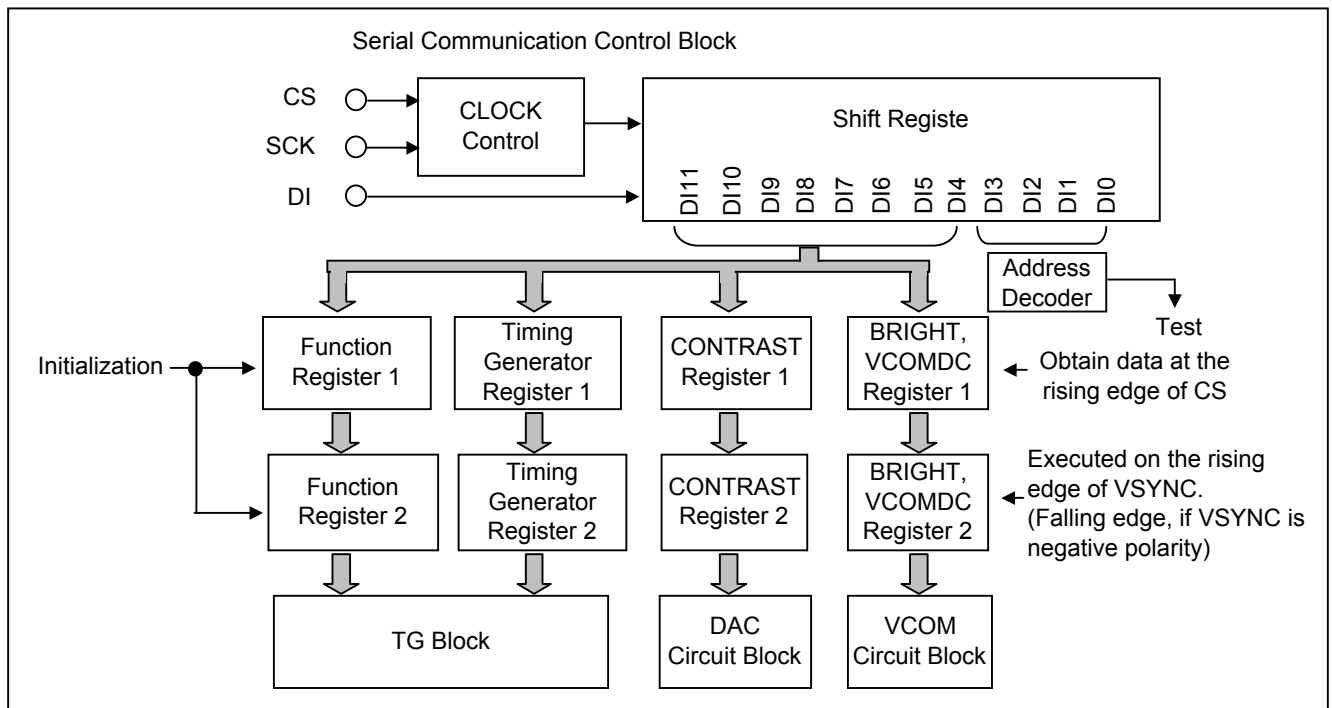 Serial Communication Control Block
CS
SCK
DI
CLOCK
Control
Shift Registe
DI11
DI10
DI9
DI8
DI7
DI6
DI5
DI4
DI3
DI2
DI1
DI0
Address
Decoder
Test
Initialization
Function
Register 1
Timing
Generator
Register 1
CONTRAST
Register 1
BRIGHT,
VCOMDC
Register 1
Obtain data at the
rising edge of CS
Function
Register 2
Timing
Generator
Register 2
CONTRAST
Register 2
BRIGHT,
VCOMDC
Register 2
Executed on the rising
edge of VSYNC.
(Falling edge, if VSYNC is
negative polarity)
TG Block
DAC
Circuit Block
VCOM
Circuit Block